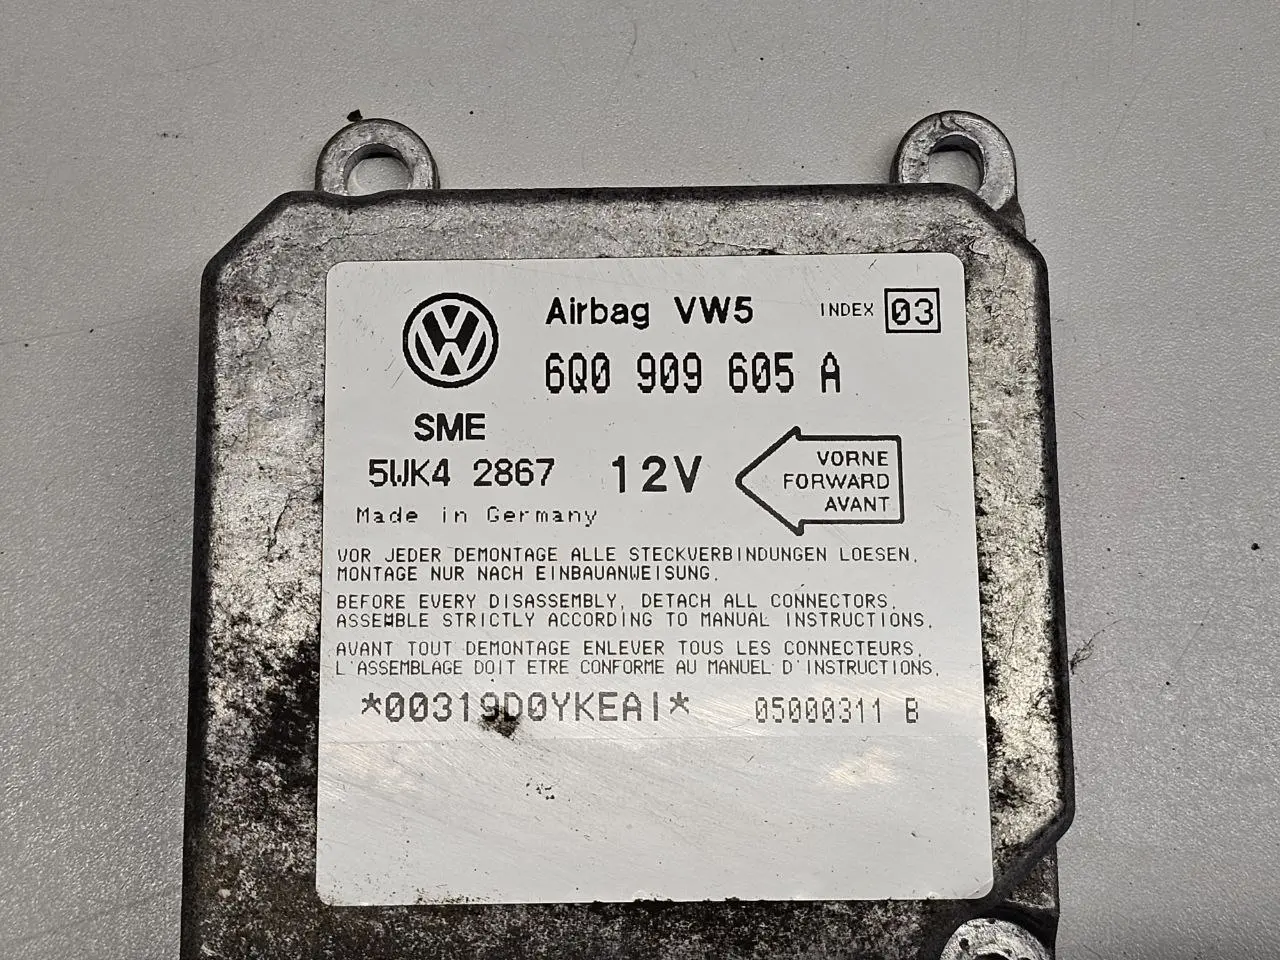 Airbag VW5 INDEX 03
6Q0 909 605 A
SME
5WK4 2867 12V
VORNE
FORWARD
AVANT
Made in Germany
VOR JEDER DEMONTAGE ALLE STECKVERBINDUNGEN LOESEN.
MONTAGE NUR NACH EINBAUANWEISUNG.
BEFORE EVERY DISASSEMBLY, DETACH ALL CONNECTORS.
ASSEMBLE STRICTLY ACCORDING TO MANUAL INSTRUCTIONS.
AVANT TOUT DEMONTAGE ENLEVER TOUS LES CONNECTEURS.
L'ASSEMBLAGE DOIT ETRE CONFORME AU MANUEL D'INSTRUCTIONS.
*00319D0YKEAI* 05000311 B